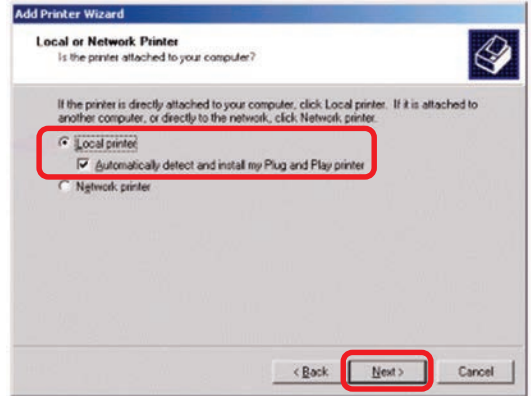 Add Printer Wizard
Local or Network Printer
Is the printer attached to your computer?
If the printer is directly attached to your computer, click Local printer. If it is attached to
another computer, or directly to the network, click Network printer.
Local printer
Automatically detect and install my Plug and Play printer
Network printer
< Back
Next >
Cancel